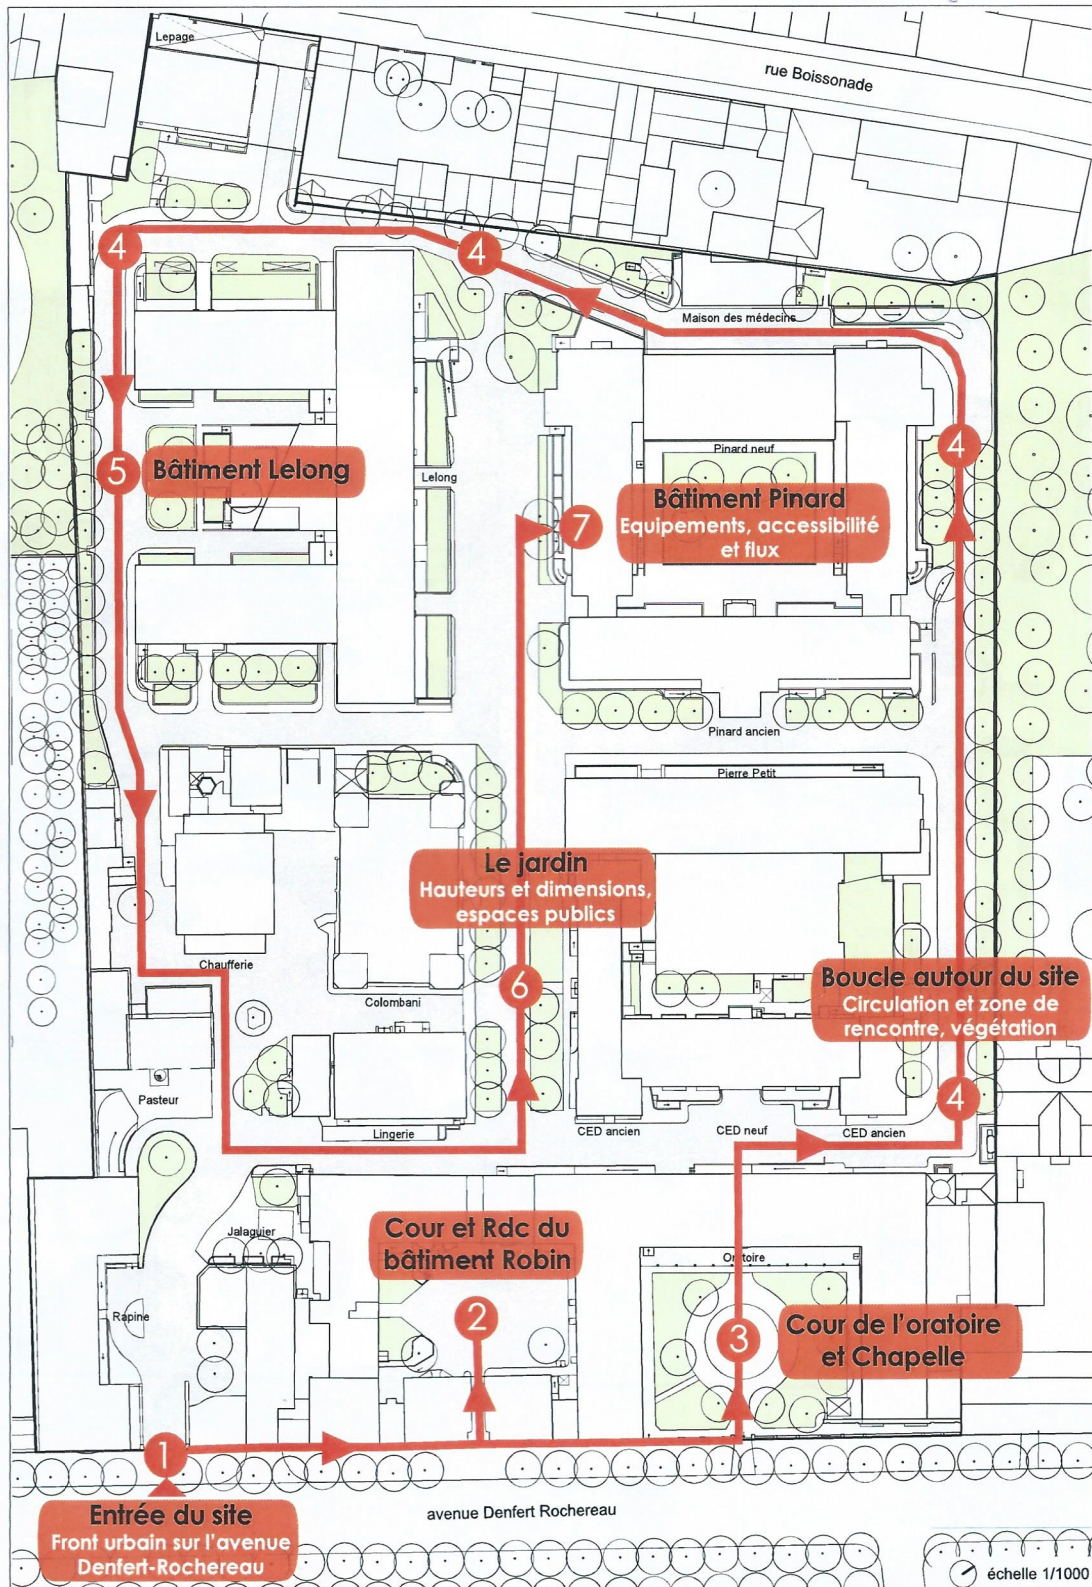 Lepage
rue Boissonade
4
4
Maison des médecins
4
Pinard neuf
5
Bâtiment Lelong
Lelong
7
Bâtiment Pinard
Equipements, accessibilité
et flux
Pinard ancien
Pierre Petit
Le jardin
Hauteurs et dimensions,
espaces publics
Chaufferie
Colombani
6
Boucle autour du site
Circulation et zone de
rencontre, végétation
Pasteur
4
Lingerie
CED ancien
CED neuf
CED ancien
Jalaguier
Cour et Rdc du
bâtiment Robin
Oratoire
Rapine
2
3
Cour de l'oratoire
et Chapelle
1
Entrée du site
Front urbain sur l'avenue
Denfert-Rochereau
avenue Denfert Rochereau
échelle 1/1000